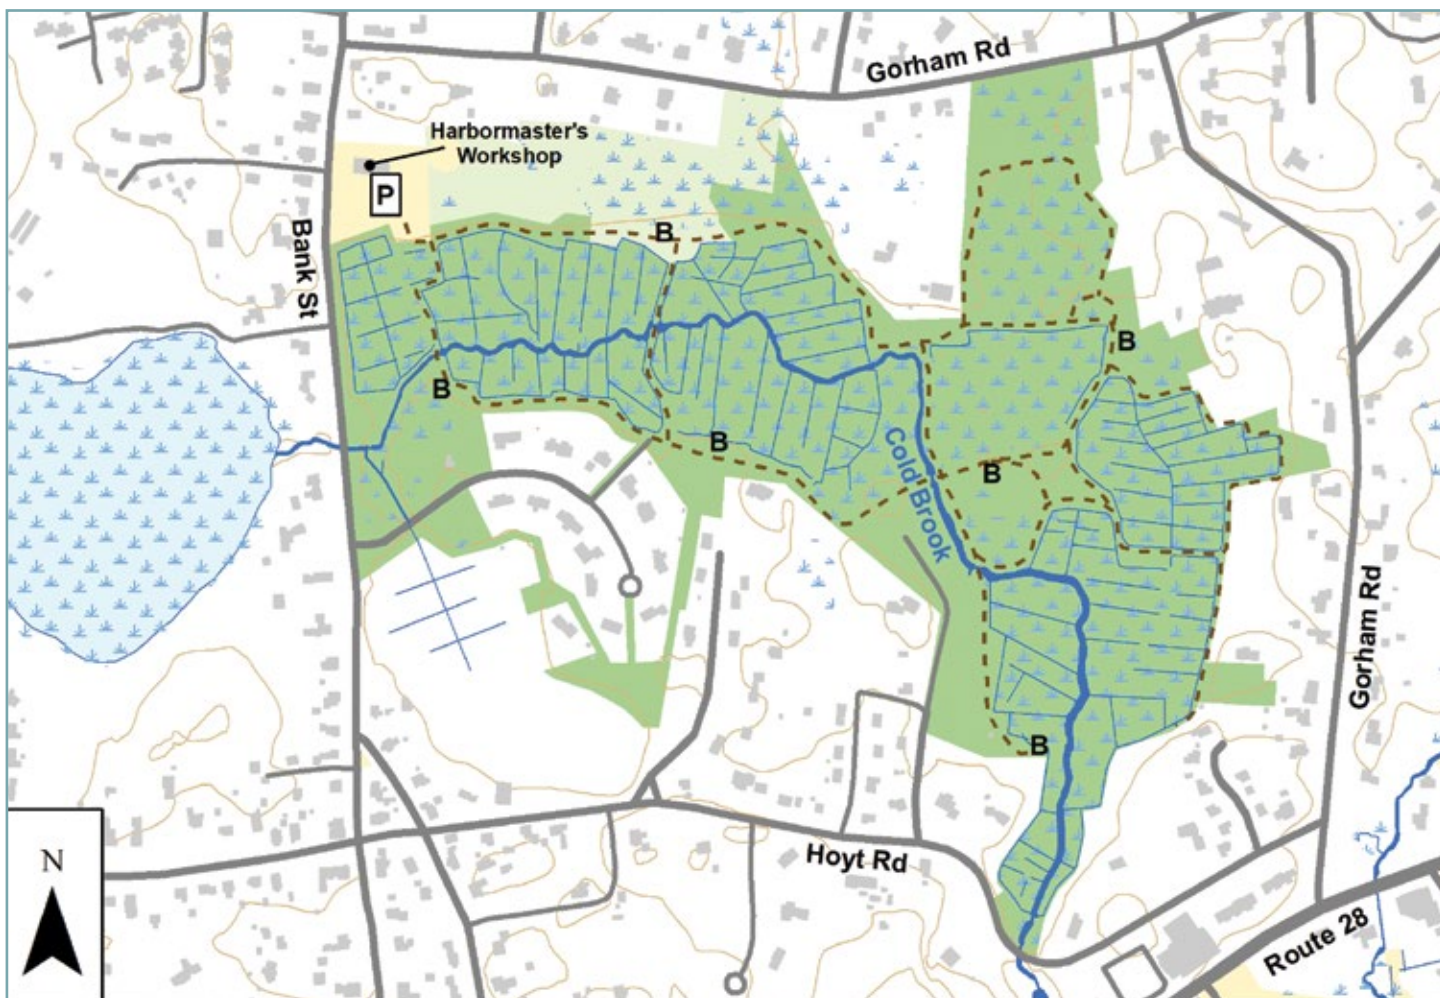 Gorham Rd
Harbormaster's
Workshop
P
Bank St
B
B
B
B
B
Cold Brook
Gorham Rd
B
N
Hoyt Rd
Route 28